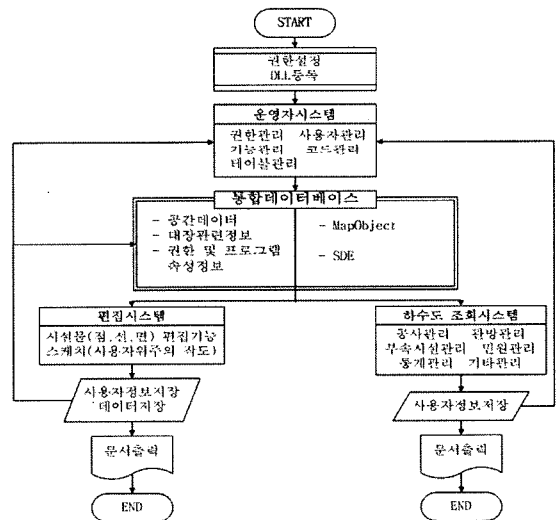 START
권한설정
DLL등록
운영자시스템
권한관리 사용자관리
기능관리 코드관리
테이블관리
통합데이터베이스
- 공간데이터
- 대장관련정보
- 권한 및 프로그램
속성정보
- MapObject
- SDE
편집시스템
시설물(점,선,면) 편집기능
스케치(사용자위주의 작도)
사용자정보저장
데이터저장
문서출력
END
하수도 조회시스템
공사관리 관망관리
부속시설관리 민원관리
통계관리 기타관리
사용자정보저장
문서출력
END